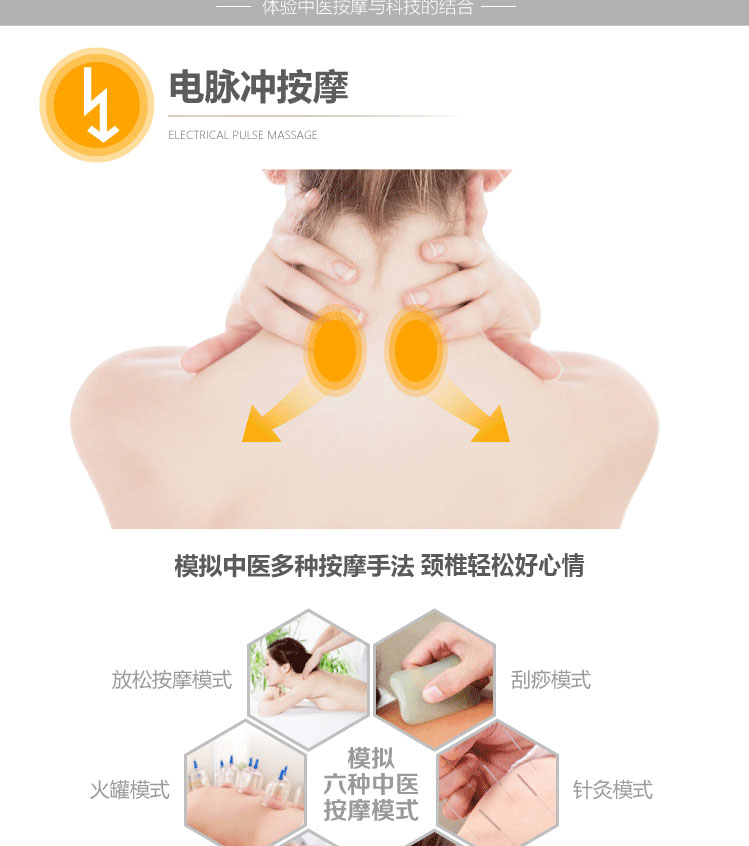 体验中医按摩与科技的结合
电脉冲按摩
ELECTRICAL PULSE MASSAGE
模拟中医多种按摩手法 颈椎轻松好心情
放松按摩模式
刮痧模式
火罐模式
模拟
六种中医
按摩模式
针灸模式